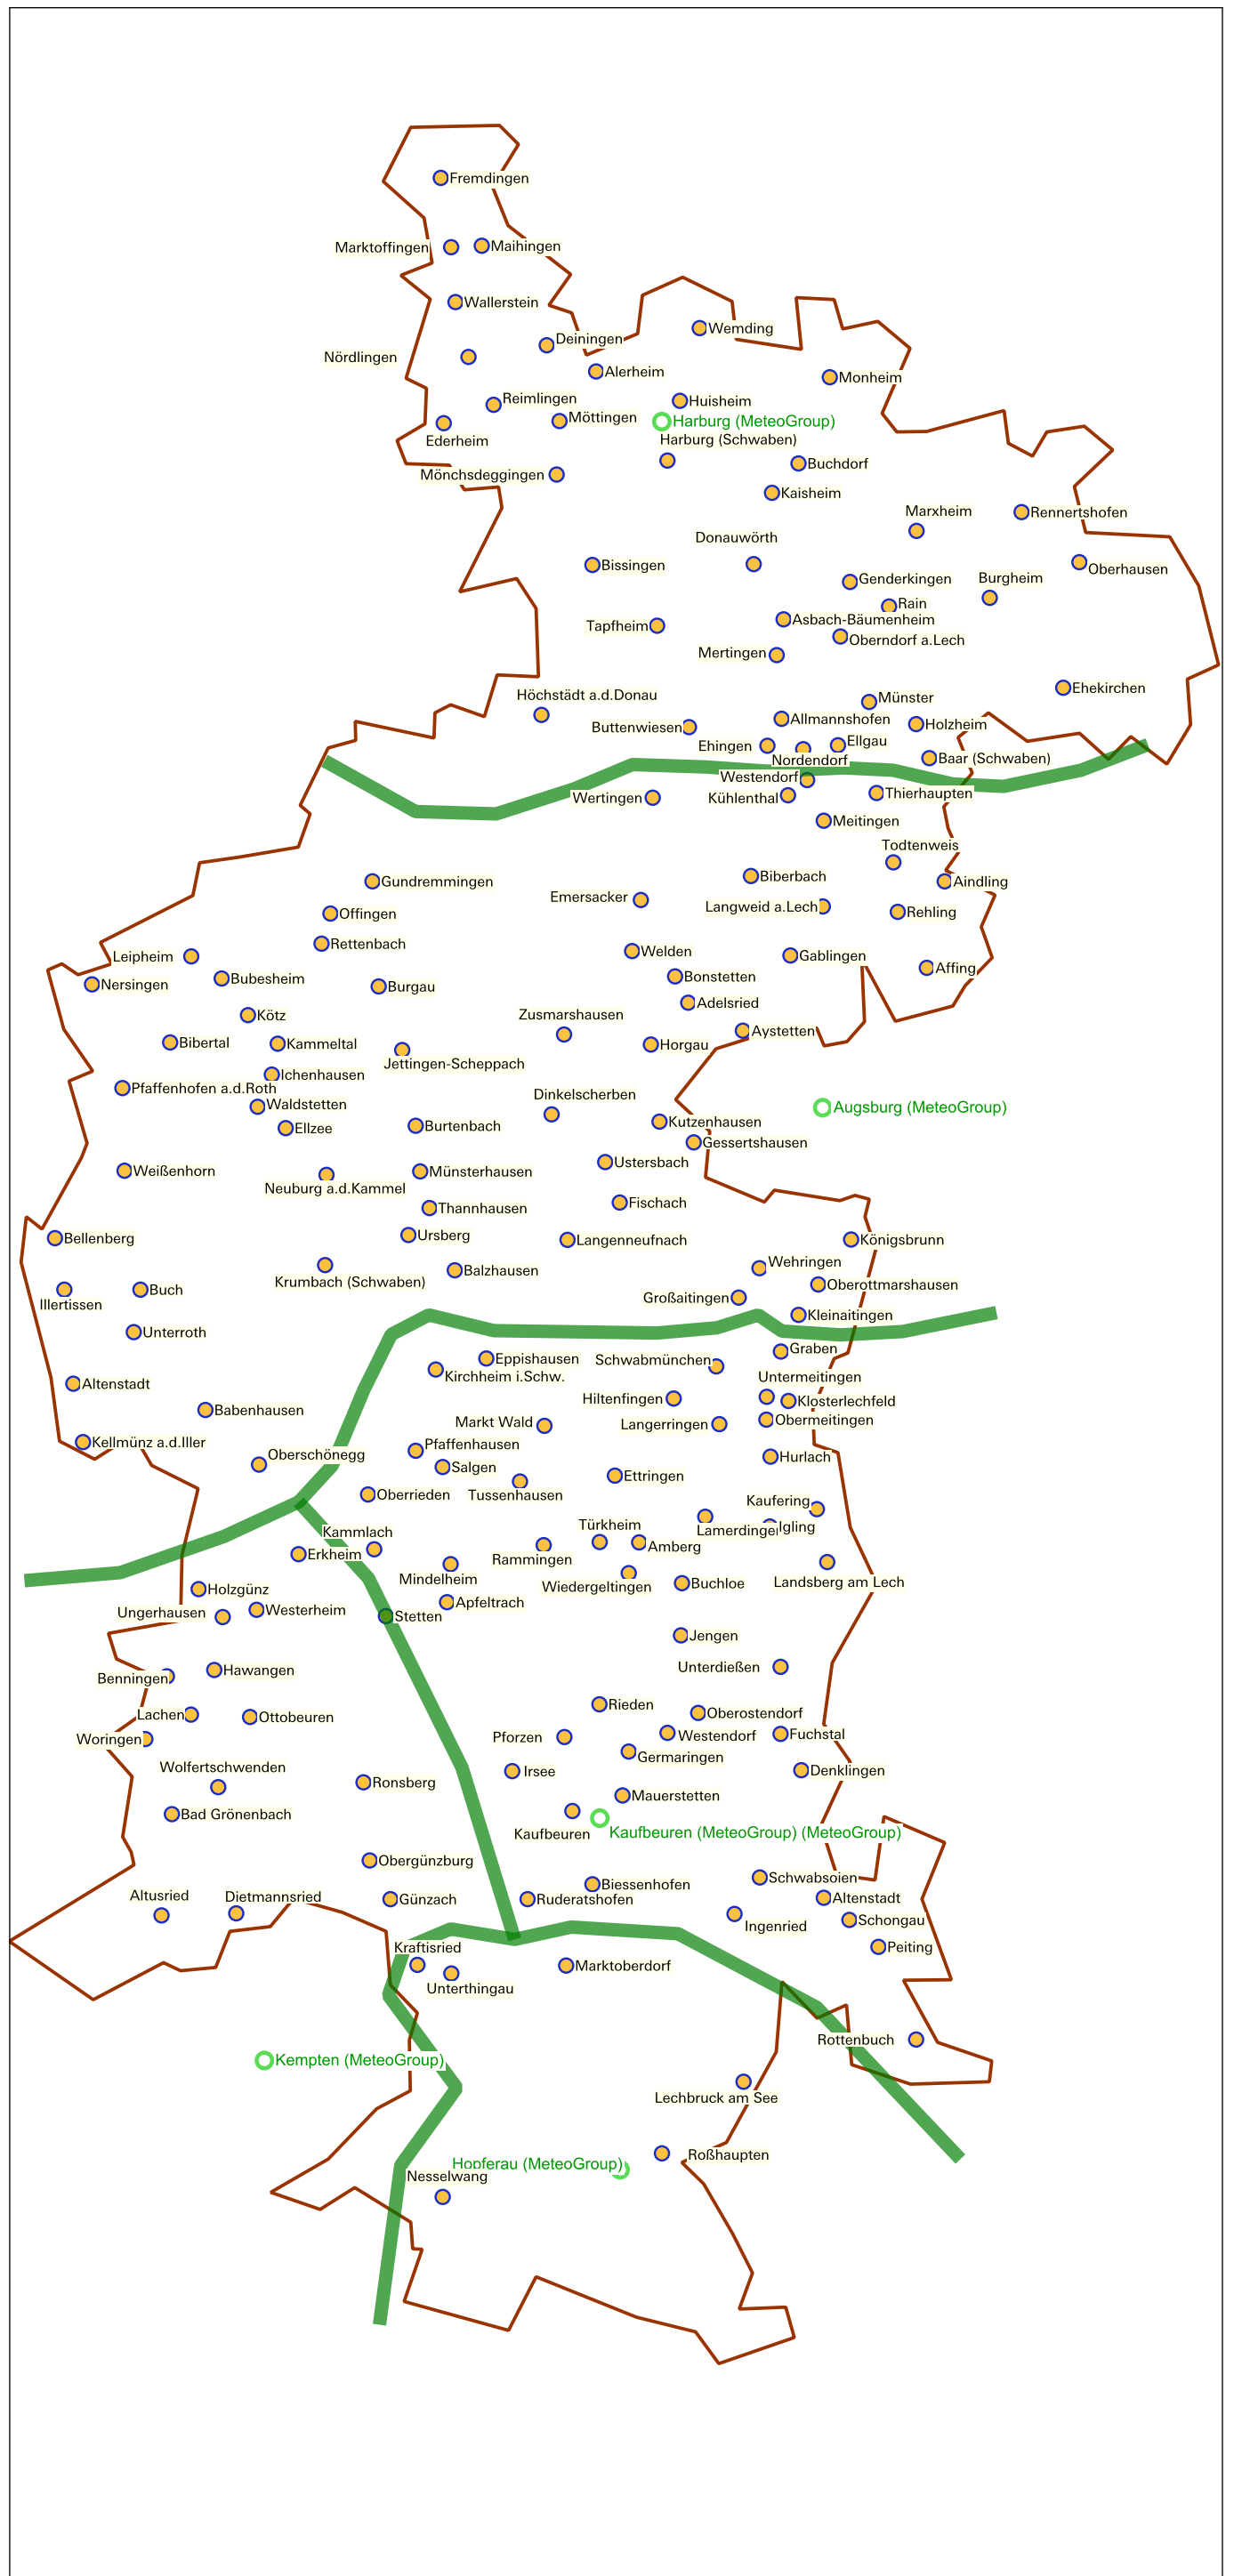 Fremdingen
Marktoffingen
Maihingen
Wallerstein
Wemding
Deiningen
Nördlingen
Alerheim
Monheim
Reimlingen
Huisheim
Möttingen
Harburg (MeteoGroup)
Ederheim
Harburg (Schwaben)
Buchdorf
Mönchsdeggingen
Kaisheim
Marxheim
Rennertshofen
Donauwörth
Bissingen
Oberhausen
Genderkingen
Burgheim
Rain
Asbach-Bäumenheim
Tapfheim
Oberndorf a.Lech
Mertingen
Ehekirchen
Höchstädt a.d.Donau
Münster
Allmannshofen
Holzheim
Buttenwiesen
Ehingen
Ellgau
Nordendorf
Baar (Schwaben)
Westendorf
Wertingen
Kühlenthal
Thierhaupten
Meitingen
Todtenweis
Biberbach
Gundremmingen
Aindling
Emersacker
Langweid a.Lech
Rehling
Offingen
Rettenbach
Welden
Leipheim
Gablingen
Affing
Bubesheim
Bonstetten
Nersingen
Burgau
Adelsried
Kötz
Zusmarshausen
Aystetten
Bibertal
Kammeltal
Horgau
Jettingen-Scheppach
Ichenhausen
Pfaffenhofen a.d.Roth
Dinkelscherben
Waldstetten
Augsburg (MeteoGroup)
Ellzee
Burtenbach
Kutzenhausen
Gessertshausen
Ustersbach
Weißenhorn
Münsterhausen
Neuburg a.d.Kammel
Fischach
Thannhausen
Ursberg
Bellenberg
Langenneufnach
Königsbrunn
Wehringen
Balzhausen
Krumbach (Schwaben)
Oberottmarshausen
Buch
Illertissen
Großaitingen
Kleinaitingen
Unterroth
Graben
Eppishausen
Schwabmünchen
Kirchheim i.Schw.
Untermeitingen
Altenstadt
Hiltenfingen
Klosterlechfeld
Babenhausen
Obermeitingen
Markt Wald
Langerringen
Kellmünz a.d.Iller
Pfaffenhausen
Oberschönegg
Hurlach
Salgen
Ettringen
Oberrieden
Tussenhausen
Kaufering
Türkheim
Igling
Lamerdingen
Kammlach
Amberg
Erkheim
Rammingen
Mindelheim
Wiedergeltingen
Buchloe
Landsberg am Lech
Holzgünz
Apfeltrach
Ungerhausen
Westerheim
Stetten
Jengen
Unterdießen
Hawangen
Benningen
Rieden
Oberostendorf
Lachen
Ottobeuren
Woringen
Pforzen
Westendorf
Fuchstal
Germaringen
Wolfertschwenden
Irsee
Denklingen
Ronsberg
Mauerstetten
Bad Grönenbach
Kaufbeuren
Kaufbeuren (MeteoGroup) (MeteoGroup)
Obergünzburg
Schwabsoien
Biessenhofen
Altusried
Dietmannsried
Günzach
Ruderatshofen
Altenstadt
Ingenried
Schongau
Kraftisried
Peiting
Marktoberdorf
Unterthingau
Rottenbuch
Kempten (MeteoGroup)
Lechbruck am See
Roßhaupten
Hopferau (MeteoGroup)
Nesselwang